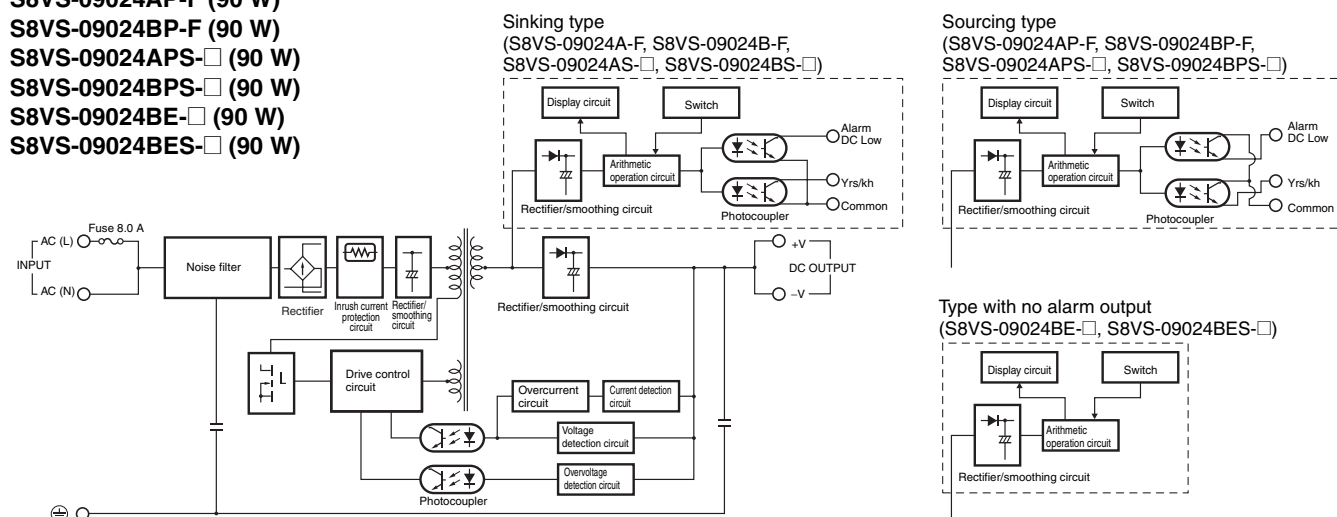 S8VS-09024AP-F (90 W)
S8VS-09024BP-F (90 W)
S8VS-09024APS-□ (90 W)
S8VS-09024BPS-□ (90 W)
S8VS-09024BE-□ (90 W)
S8VS-09024BES-□ (90 W)
Sinking type
(S8VS-09024A-F, S8VS-09024B-F,
S8VS-09024AS-□, S8VS-09024BS-□)
Display circuit
Switch
Arithmetic
operation circuit
Rectifier/smoothing circuit
Photocoupler
Alarm
DC Low
Yrs/kh
Common
Sourcing type
(S8VS-09024AP-F, S8VS-09024BP-F,
S8VS-09024APS-□, S8VS-09024BPS-□)
Display circuit
Switch
Arithmetic
operation circuit
Rectifier/smoothing circuit
Photocoupler
Alarm
DC Low
Yrs/kh
Common
Fuse 8.0 A
AC (L)
INPUT
AC (N)
Noise filter
Rectifier
Inrush current
protection
circuit
Rectifier/
smoothing
circuit
Rectifier/smoothing circuit
+V
DC OUTPUT
−V
Drive control
circuit
Overcurrent
circuit
Current detection
circuit
Voltage
detection circuit
Overvoltage
detection circuit
Photocoupler
Type with no alarm output
(S8VS-09024BE-□, S8VS-09024BES-□)
Display circuit
Switch
Arithmetic
operation circuit
Rectifier/smoothing circuit